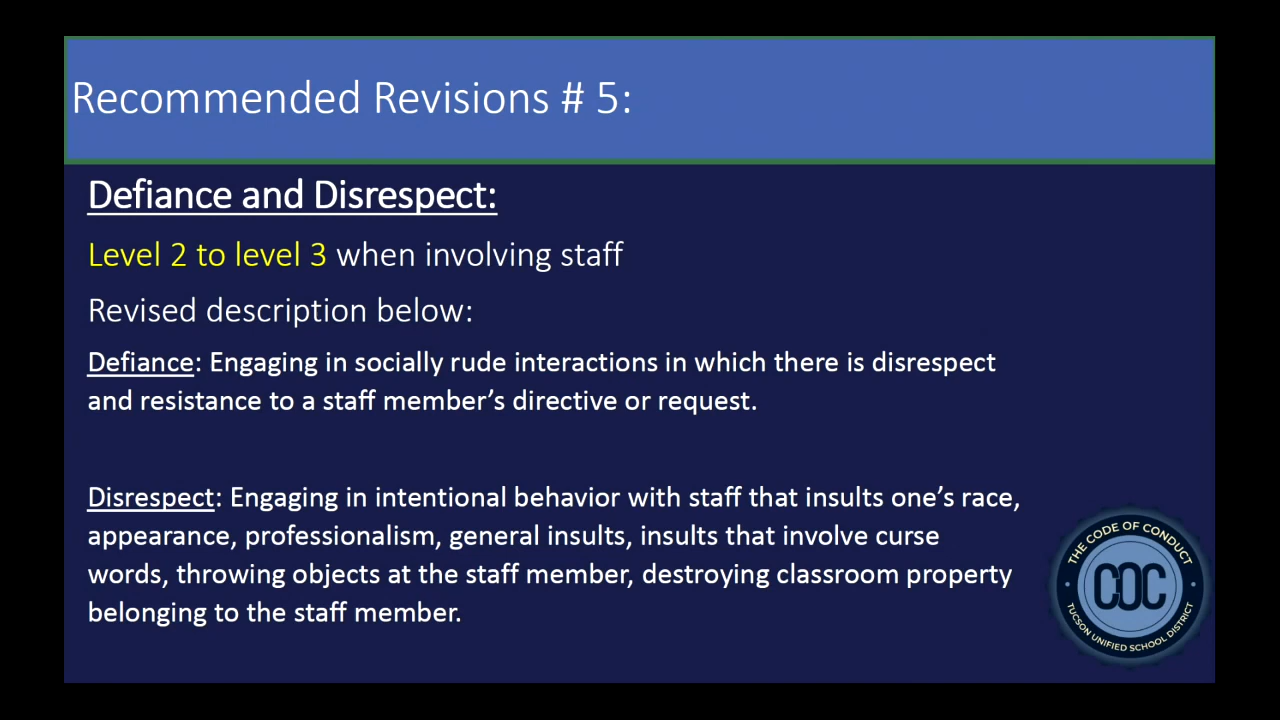 Recommended Revisions # 5:
Defiance and Disrespect:
Level 2 to level 3 when involving staff
Revised description below:
Defiance: Engaging in socially rude interactions in which there is disrespect
and resistance to a staff member’s directive or request.
Disrespect: Engaging in intentional behavior with staff that insults one’s race,
appearance, professionalism, general insults, insults that involve curse
words, throwing objects at the staff member, destroying classroom property
belonging to the staff member.
THE CODE OF CONDUCT
COC
TUCSON UNIFIED SCHOOL DISTRICT